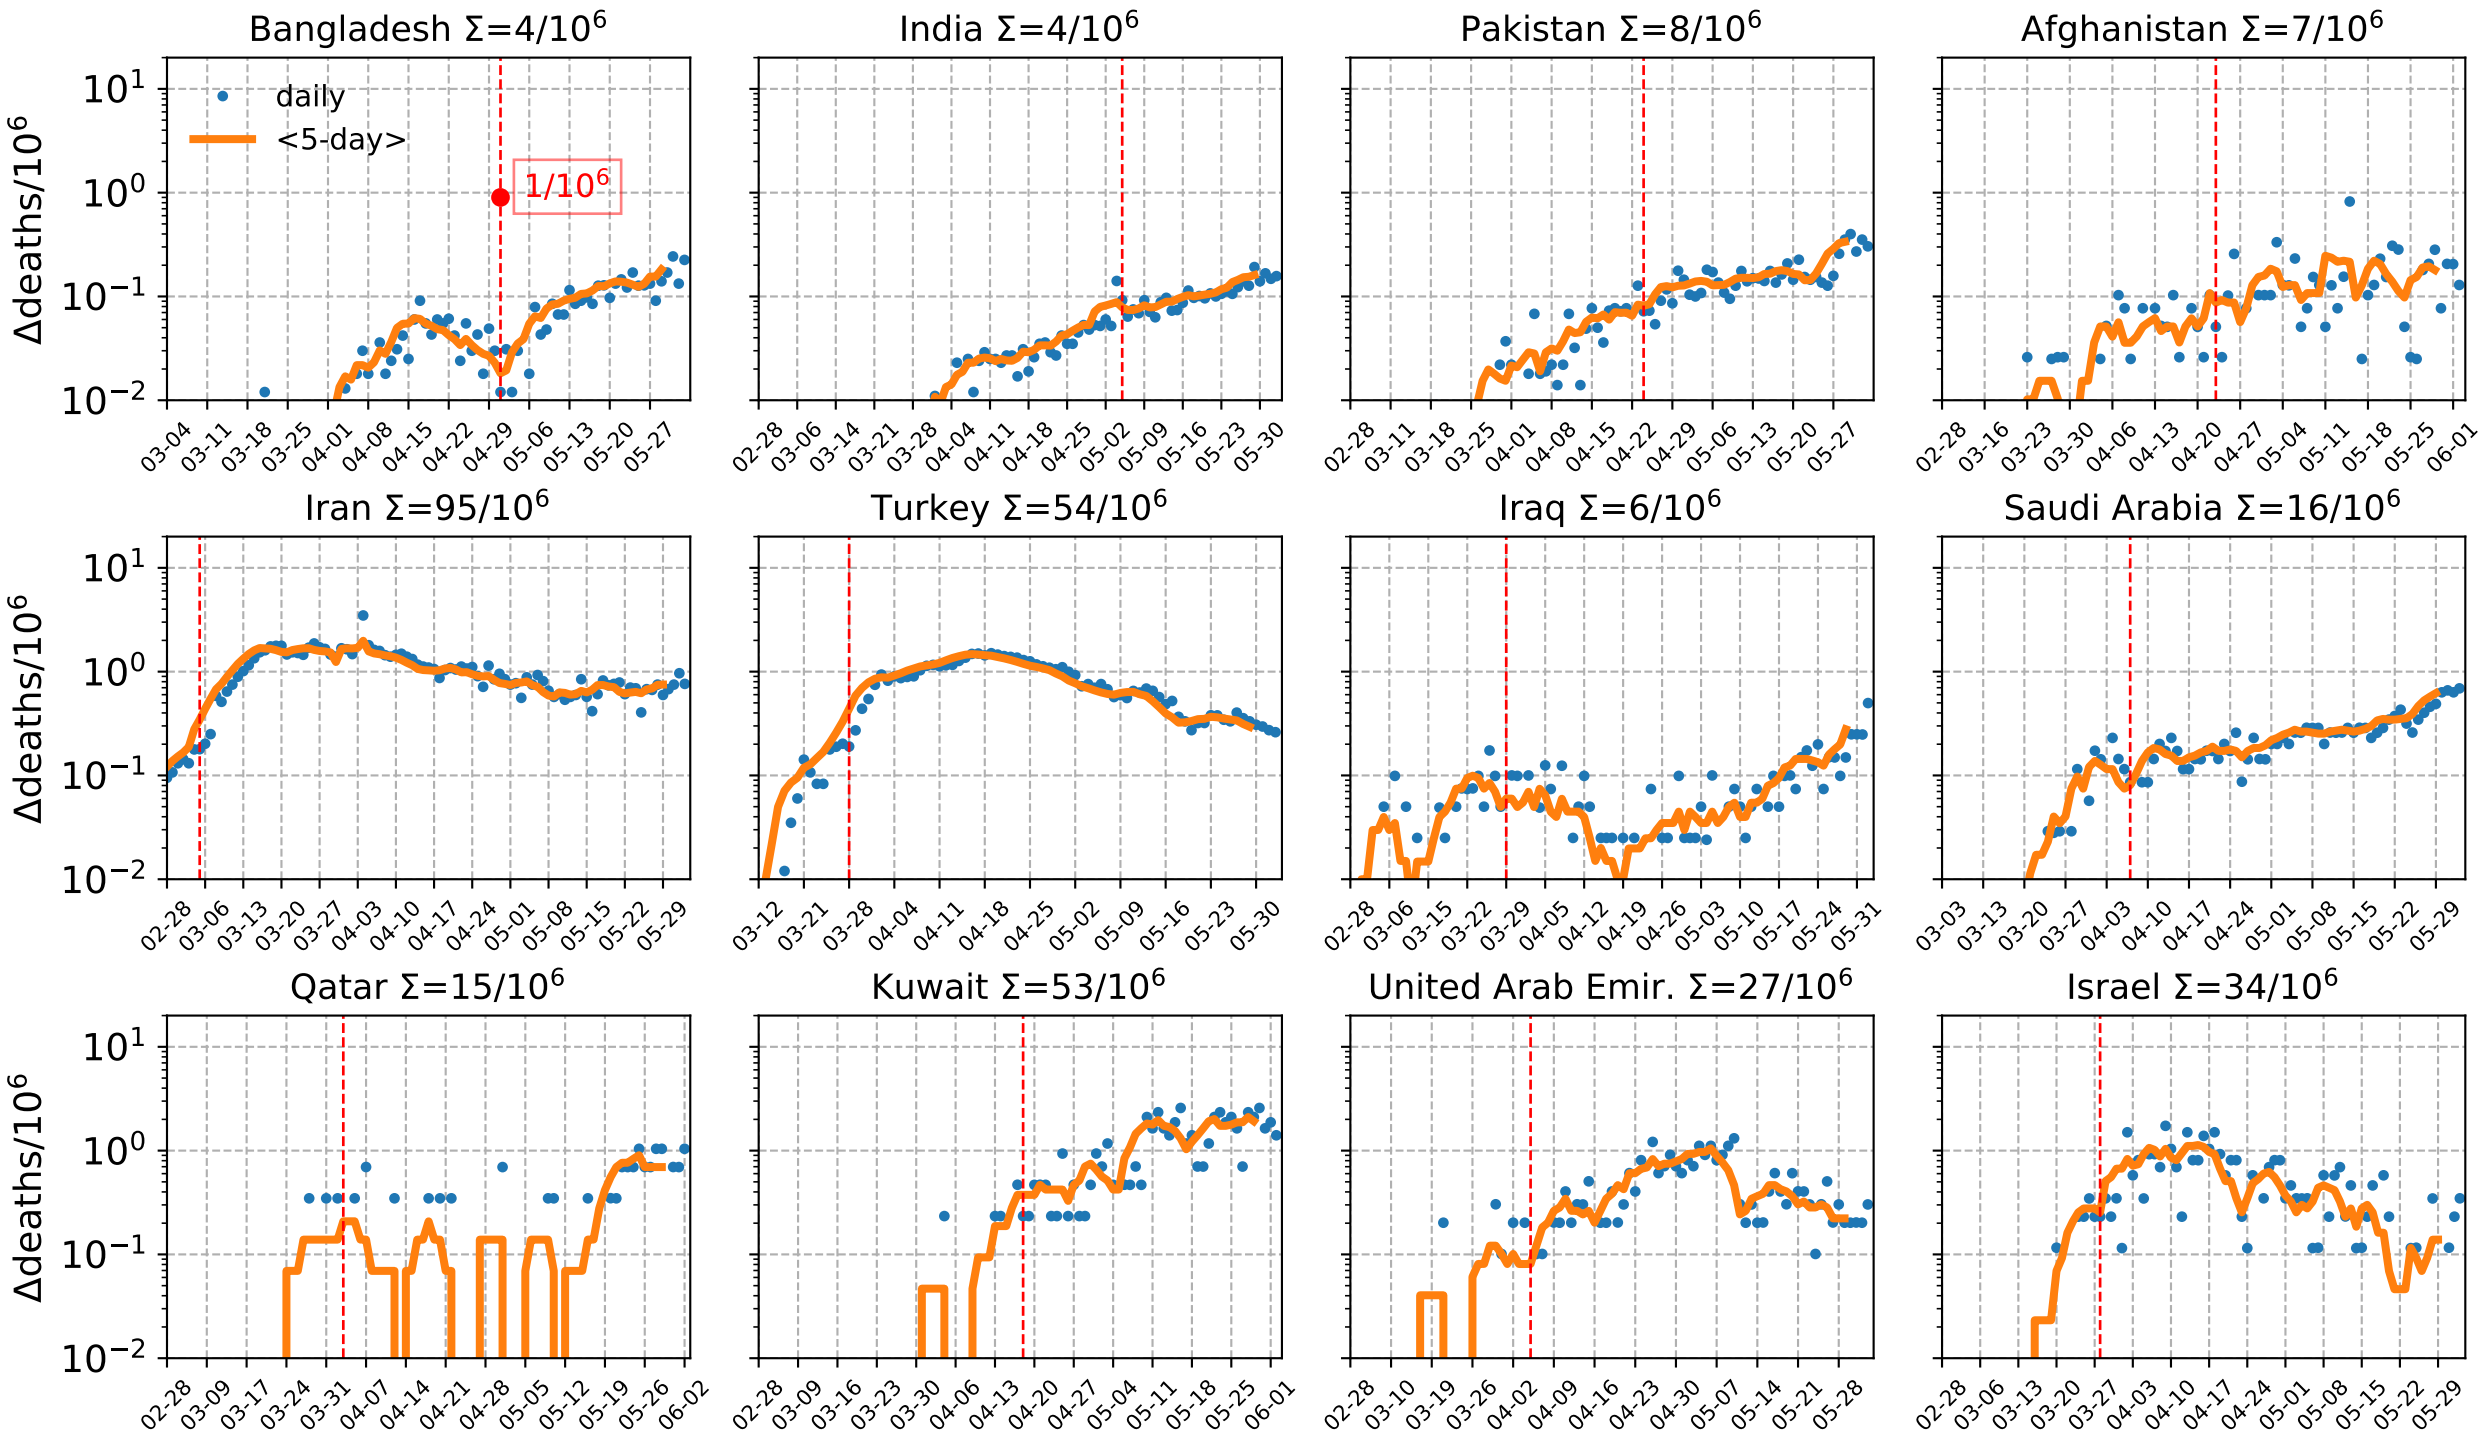 Bangladesh Σ=4/10⁶
India Σ=4/10⁶
Pakistan Σ=8/10⁶
Afghanistan Σ=7/10⁶
Δdeaths/10⁶
10¹
10⁰
10⁻¹
10⁻²
daily
<5-day>
1/10⁶
03-04 03-11 03-18 03-25 04-01 04-08 04-15 04-22 04-29 05-06 05-13 05-20 05-27
02-28 03-06 03-14 03-21 03-28 04-04 04-11 04-18 04-25 05-02 05-09 05-16 05-23 05-30
02-28 03-11 03-18 03-25 04-01 04-08 04-15 04-22 04-29 05-06 05-13 05-20 05-27
02-28 03-16 03-23 03-30 04-06 04-13 04-20 04-27 05-04 05-11 05-18 05-25 06-01
Iran Σ=95/10⁶
Turkey Σ=54/10⁶
Iraq Σ=6/10⁶
Saudi Arabia Σ=16/10⁶
Δdeaths/10⁶
10¹
10⁰
10⁻¹
10⁻²
02-28 03-06 03-13 03-20 03-27 04-03 04-10 04-17 04-24 05-01 05-08 05-15 05-22 05-29
03-12 03-21 03-28 04-04 04-11 04-18 04-25 05-02 05-09 05-16 05-23 05-30
02-28 03-06 03-15 03-22 03-29 04-05 04-12 04-19 04-26 05-03 05-10 05-17 05-24 05-31
03-03 03-13 03-20 03-27 04-03 04-10 04-17 04-24 05-01 05-08 05-15 05-22 05-29
Qatar Σ=15/10⁶
Kuwait Σ=53/10⁶
United Arab Emir. Σ=27/10⁶
Israel Σ=34/10⁶
Δdeaths/10⁶
10¹
10⁰
10⁻¹
10⁻²
02-28 03-09 03-17 03-24 03-31 04-07 04-14 04-21 04-28 05-05 05-12 05-19 05-26 06-02
02-28 03-09 03-16 03-23 03-30 04-06 04-13 04-20 04-27 05-04 05-11 05-18 05-25 06-01
02-28 03-10 03-19 03-26 04-02 04-09 04-16 04-23 04-30 05-07 05-14 05-21 05-28
02-28 03-06 03-13 03-20 03-27 04-03 04-10 04-17 04-24 05-01 05-08 05-15 05-22 05-29